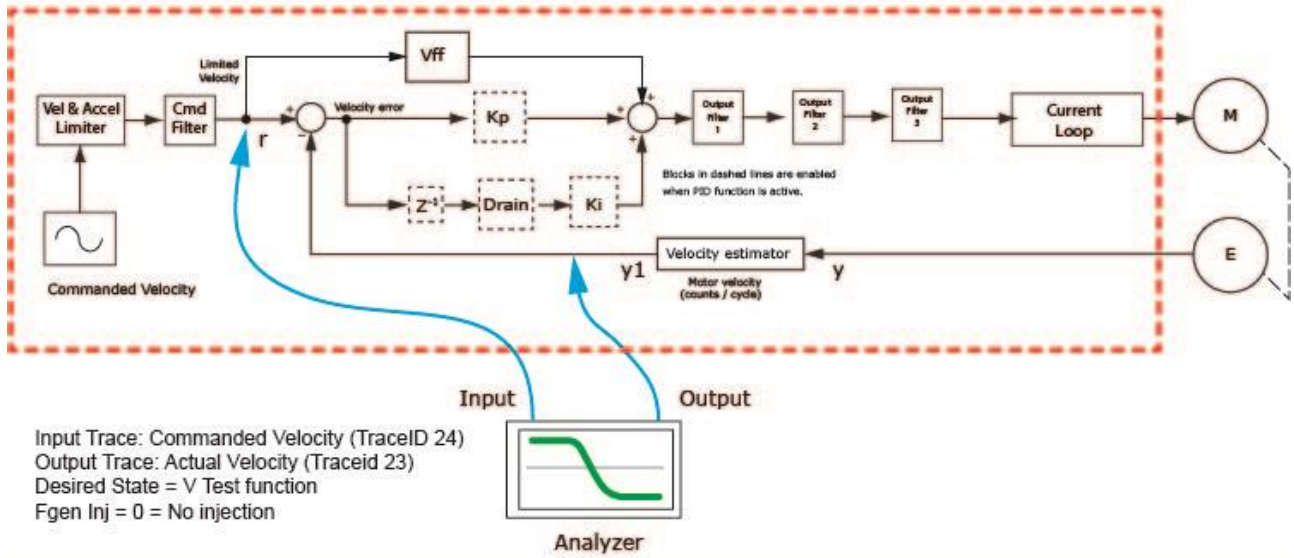 Vff
Limited
Velocity
Vel & Accel
Limiter
Cmd
Filter
+
r
−
Velocity error
Kp
+
+
+
Output
Filter
1
Output
Filter
2
Output
Filter
3
Current
Loop
M
Blocks in dashed lines are enabled
when PID function is active.
Z⁻¹
Drain
Ki
y1
Velocity estimator
y
E
Motor velocity
(counts / cycle)
Commanded Velocity
Input
Output
Input Trace: Commanded Velocity (TraceID 24)
Output Trace: Actual Velocity (Traceid 23)
Desired State = V Test function
Fgen Inj = 0 = No injection
Analyzer